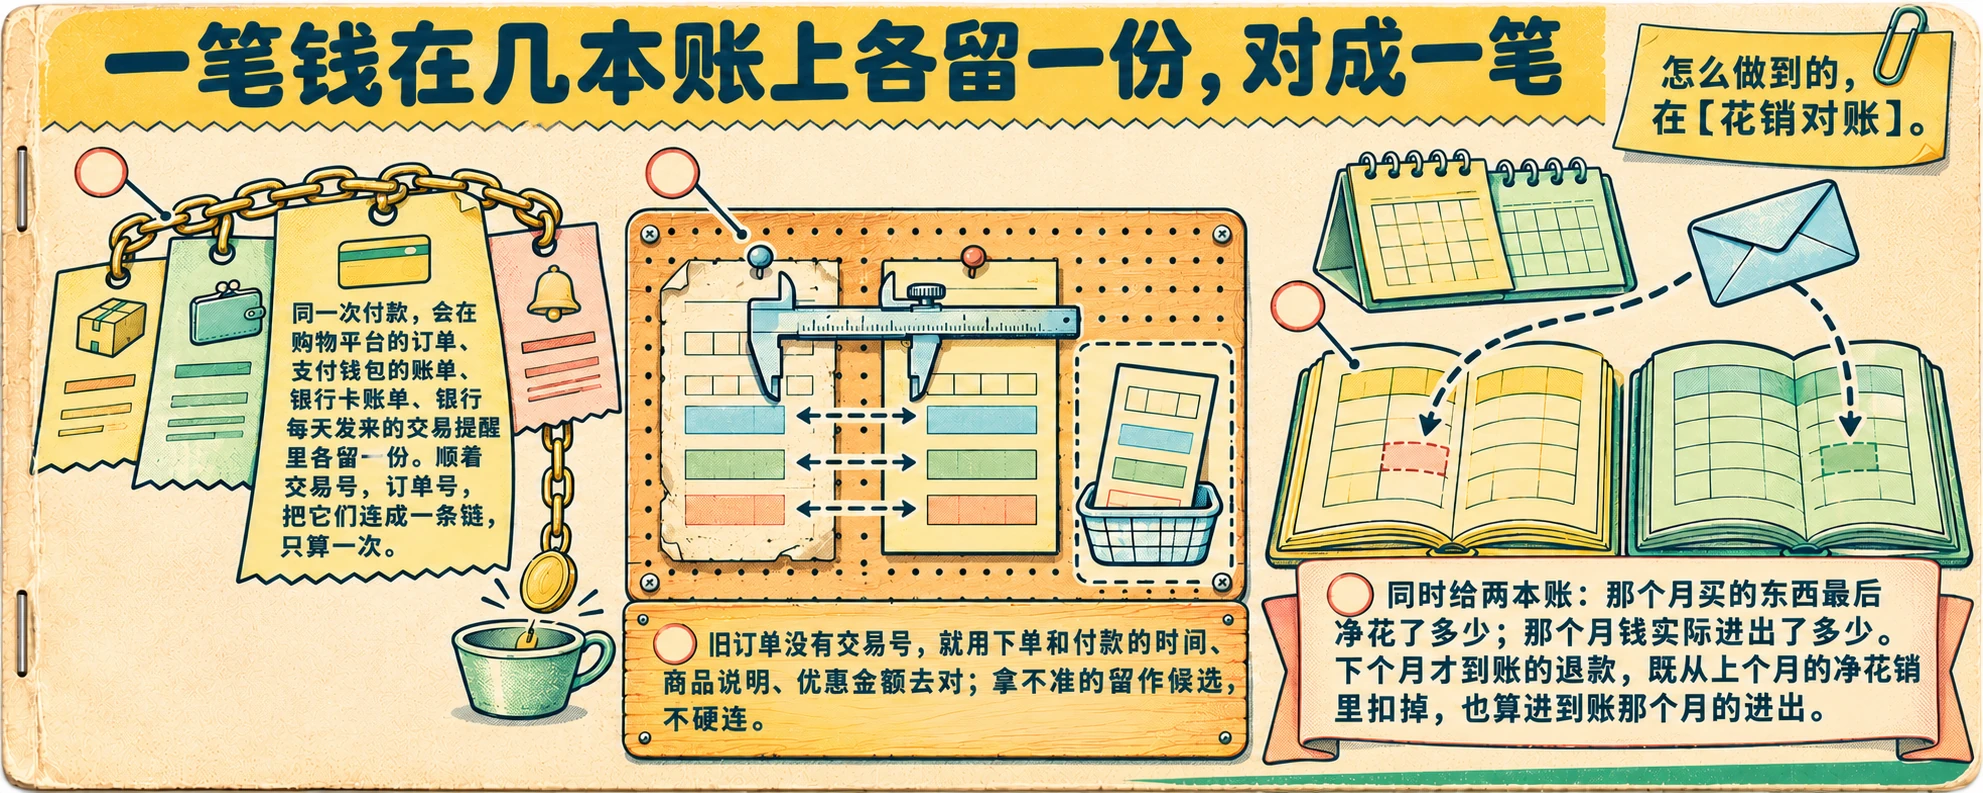 一笔钱在几本账上各留一份，对成一笔
怎么做到的，
在【花销对账】。
同一次付款，会在
购物平台的订单、
支付钱包的账单、
银行卡账单、银行
每天发来的交易提醒
里各留一份。顺着
交易号，订单号，
把它们连成一条链，
只算一次。
旧订单没有交易号，就用下单和付款的时间、
商品说明、优惠金额去对；拿不准的留作候选，
不硬连。
同时给两本账：那个月买的东西最后
净花了多少；那个月钱实际进出了多少。
下个月才到账的退款，既从上个月的净花销
里扣掉，也算进到账那个月的进出。